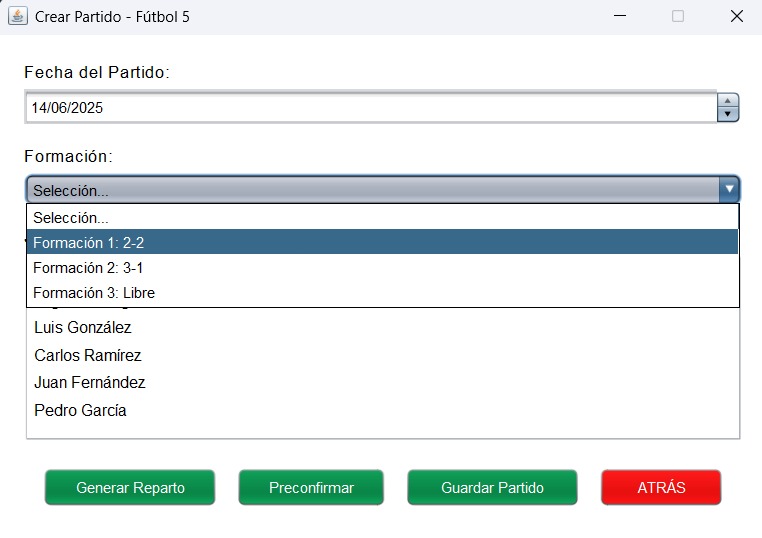 Crear Partido - Fútbol 5
Fecha del Partido:
14/06/2025
Formación:
Selección...
Selección...
Formación 1: 2-2
Formación 2: 3-1
Formación 3: Libre
Luis González
Carlos Ramírez
Juan Fernández
Pedro García
Generar Reparto
Preconfirmar
Guardar Partido
ATRÁS